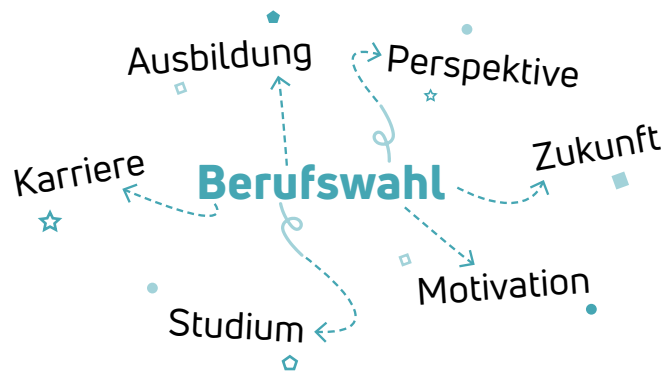 Ausbildung
Perspektive
Zukunft
Karriere
Berufswahl
Motivation
Studium